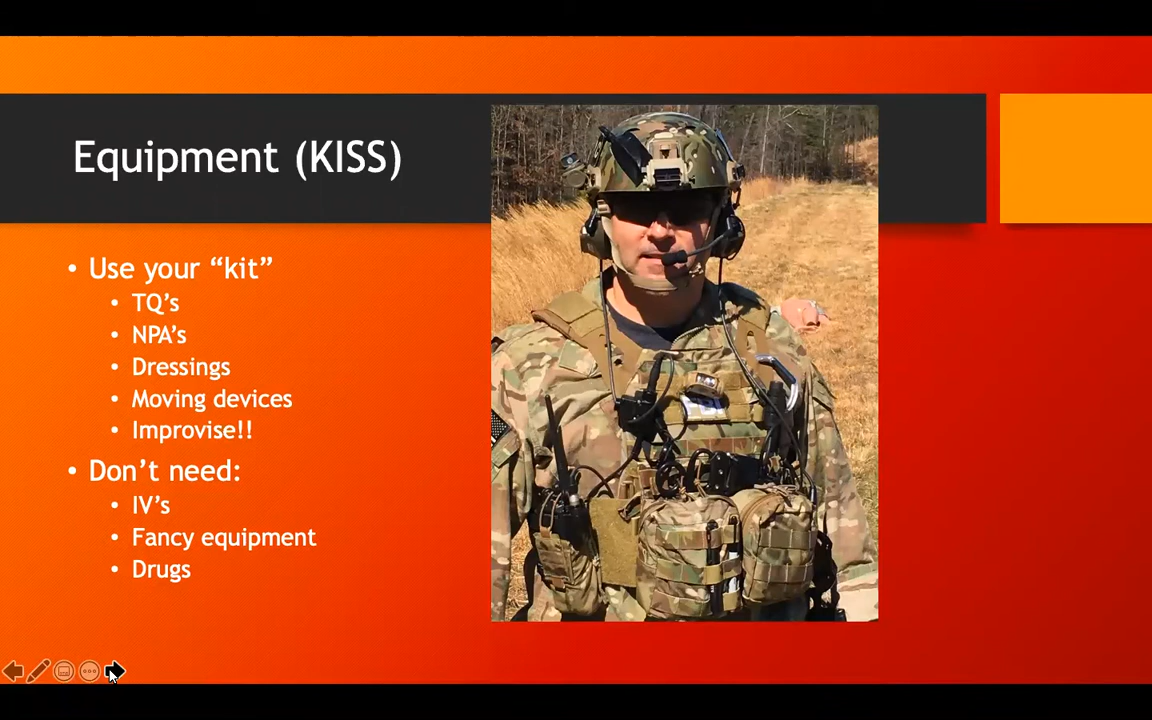 Equipment (KISS)
• Use your “kit”
• TQ’s
• NPA’s
• Dressings
• Moving devices
• Improvise!!
• Don’t need:
• IV’s
• Fancy equipment
• Drugs